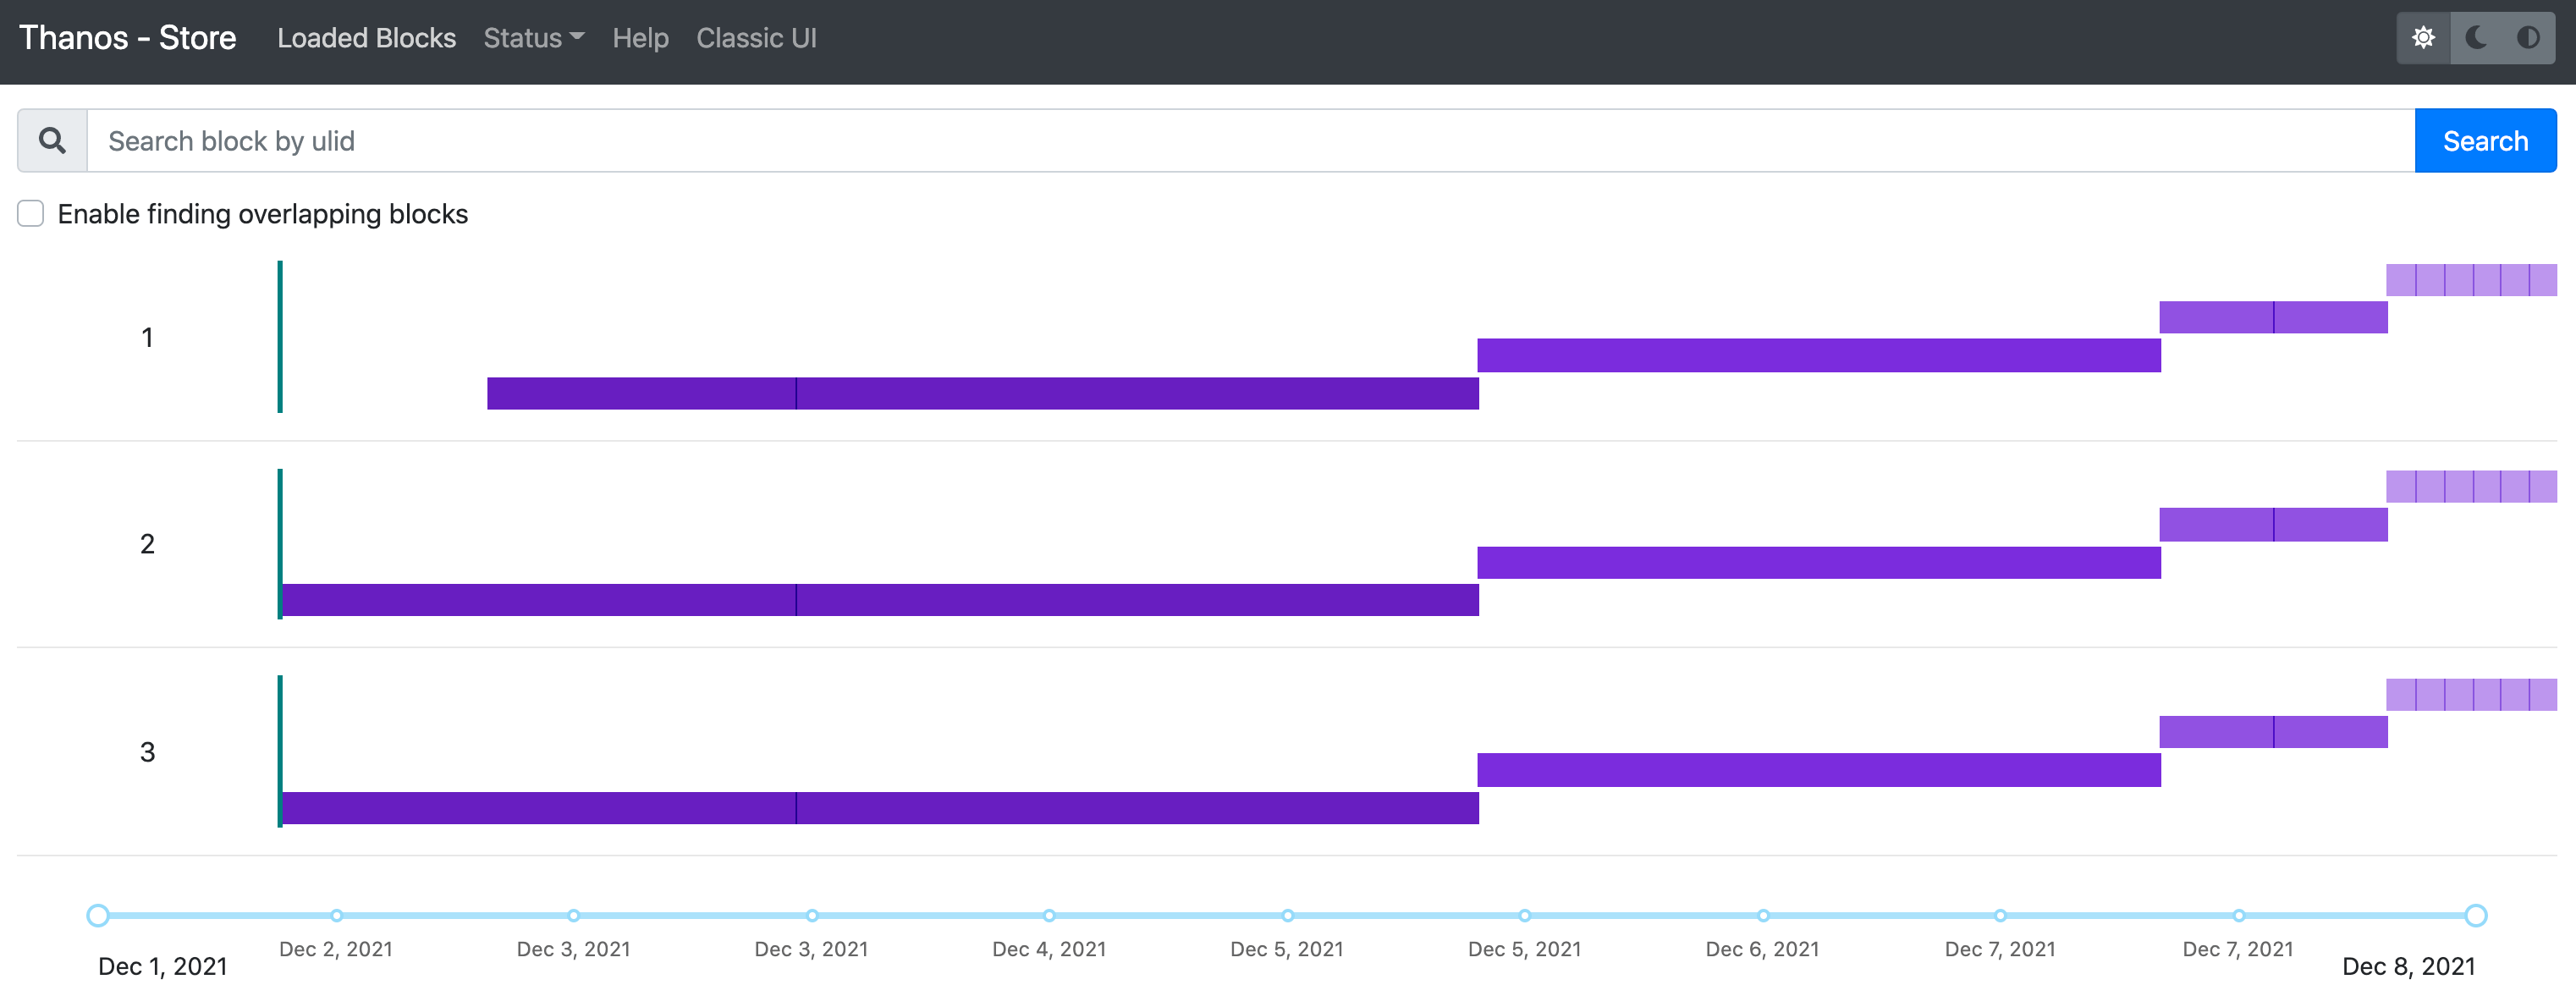 Thanos - Store Loaded Blocks Status Help Classic UI
Search block by ulid Search
Enable finding overlapping blocks
1
2
3
Dec 2, 2021 Dec 3, 2021 Dec 3, 2021 Dec 4, 2021 Dec 5, 2021 Dec 5, 2021 Dec 6, 2021 Dec 7, 2021 Dec 7, 2021
Dec 1, 2021 Dec 8, 2021